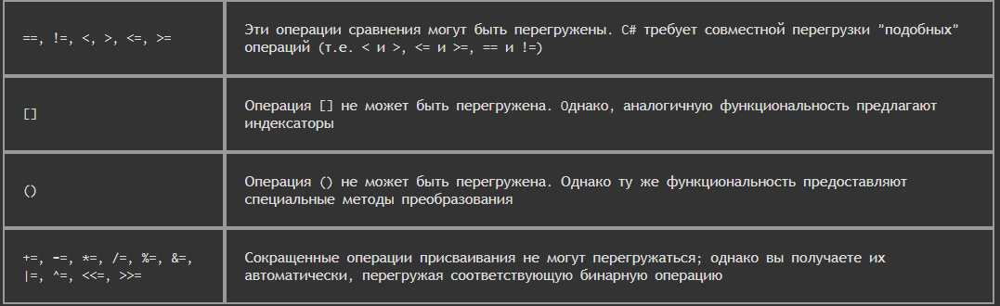 ==, !=, <, >, <=, >=
Эти операции сравнения могут быть перегружены. C# требует совместной перегрузки "подобных"
операций (т.е. < и >, <= и >=, == и !=)
[]
Операция [] не может быть перегружена. Однако, аналогичную функциональность предлагают
индексаторы
()
Операция () не может быть перегружена. Однако ту же функциональность предоставляют
специальные методы преобразования
+=, -=, *=, /=, %=, &=,
|=, ^=, <<=, >>=
Сокращенные операции присваивания не могут перегружаться; однако вы получаете их
автоматически, перегружая соответствующую бинарную операцию